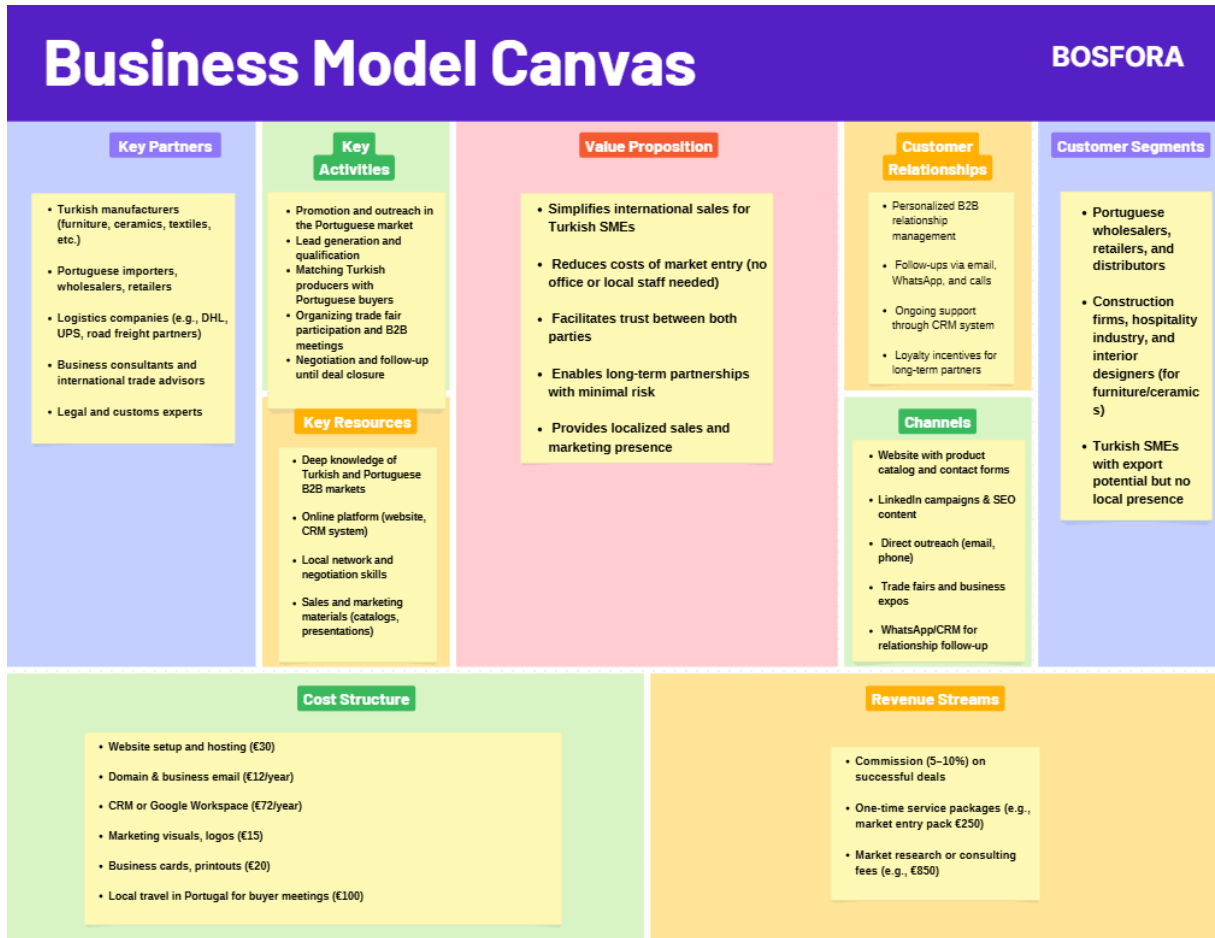 Business Model Canvas
BOSFORA
Key Partners
• Turkish manufacturers
(furniture, ceramics, textiles,
etc.)
• Portuguese importers,
wholesalers, retailers
• Logistics companies (e.g., DHL,
UPS, road freight partners)
• Business consultants and
international trade advisors
• Legal and customs experts
Key
Activities
• Promotion and outreach in
the Portuguese market
• Lead generation and
qualification
• Matching Turkish
producers with
Portuguese buyers
• Organizing trade fair
participation and B2B
meetings
• Negotiation and follow-up
until deal closure
Key Resources
• Deep knowledge of
Turkish and Portuguese
B2B markets
• Online platform (website,
CRM system)
• Local network and
negotiation skills
• Sales and marketing
materials (catalogs,
presentations)
Value Proposition
• Simplifies international sales for
Turkish SMEs
• Reduces costs of market entry (no
office or local staff needed)
• Facilitates trust between both
parties
• Enables long-term partnerships
with minimal risk
• Provides localized sales and
marketing presence
Customer
Relationships
• Personalized B2B
relationship
management
• Follow-ups via email,
WhatsApp, and calls
• Ongoing support
through CRM system
• Loyalty incentives for
long-term partners
Channels
• Website with product
catalog and contact forms
• LinkedIn campaigns & SEO
content
• Direct outreach (email,
phone)
• Trade fairs and business
expos
• WhatsApp/CRM for
relationship follow-up
Customer Segments
• Portuguese
wholesalers,
retailers, and
distributors
• Construction
firms, hospitality
industry, and
interior
designers (for
furniture/ceramic
s)
• Turkish SMEs
with export
potential but no
local presence
Cost Structure
• Website setup and hosting (€30)
• Domain & business email (€12/year)
• CRM or Google Workspace (€72/year)
• Marketing visuals, logos (€15)
• Business cards, printouts (€20)
• Local travel in Portugal for buyer meetings (€100)
Revenue Streams
• Commission (5–10%) on
successful deals
• One-time service packages (e.g.,
market entry pack €250)
• Market research or consulting
fees (e.g., €850)